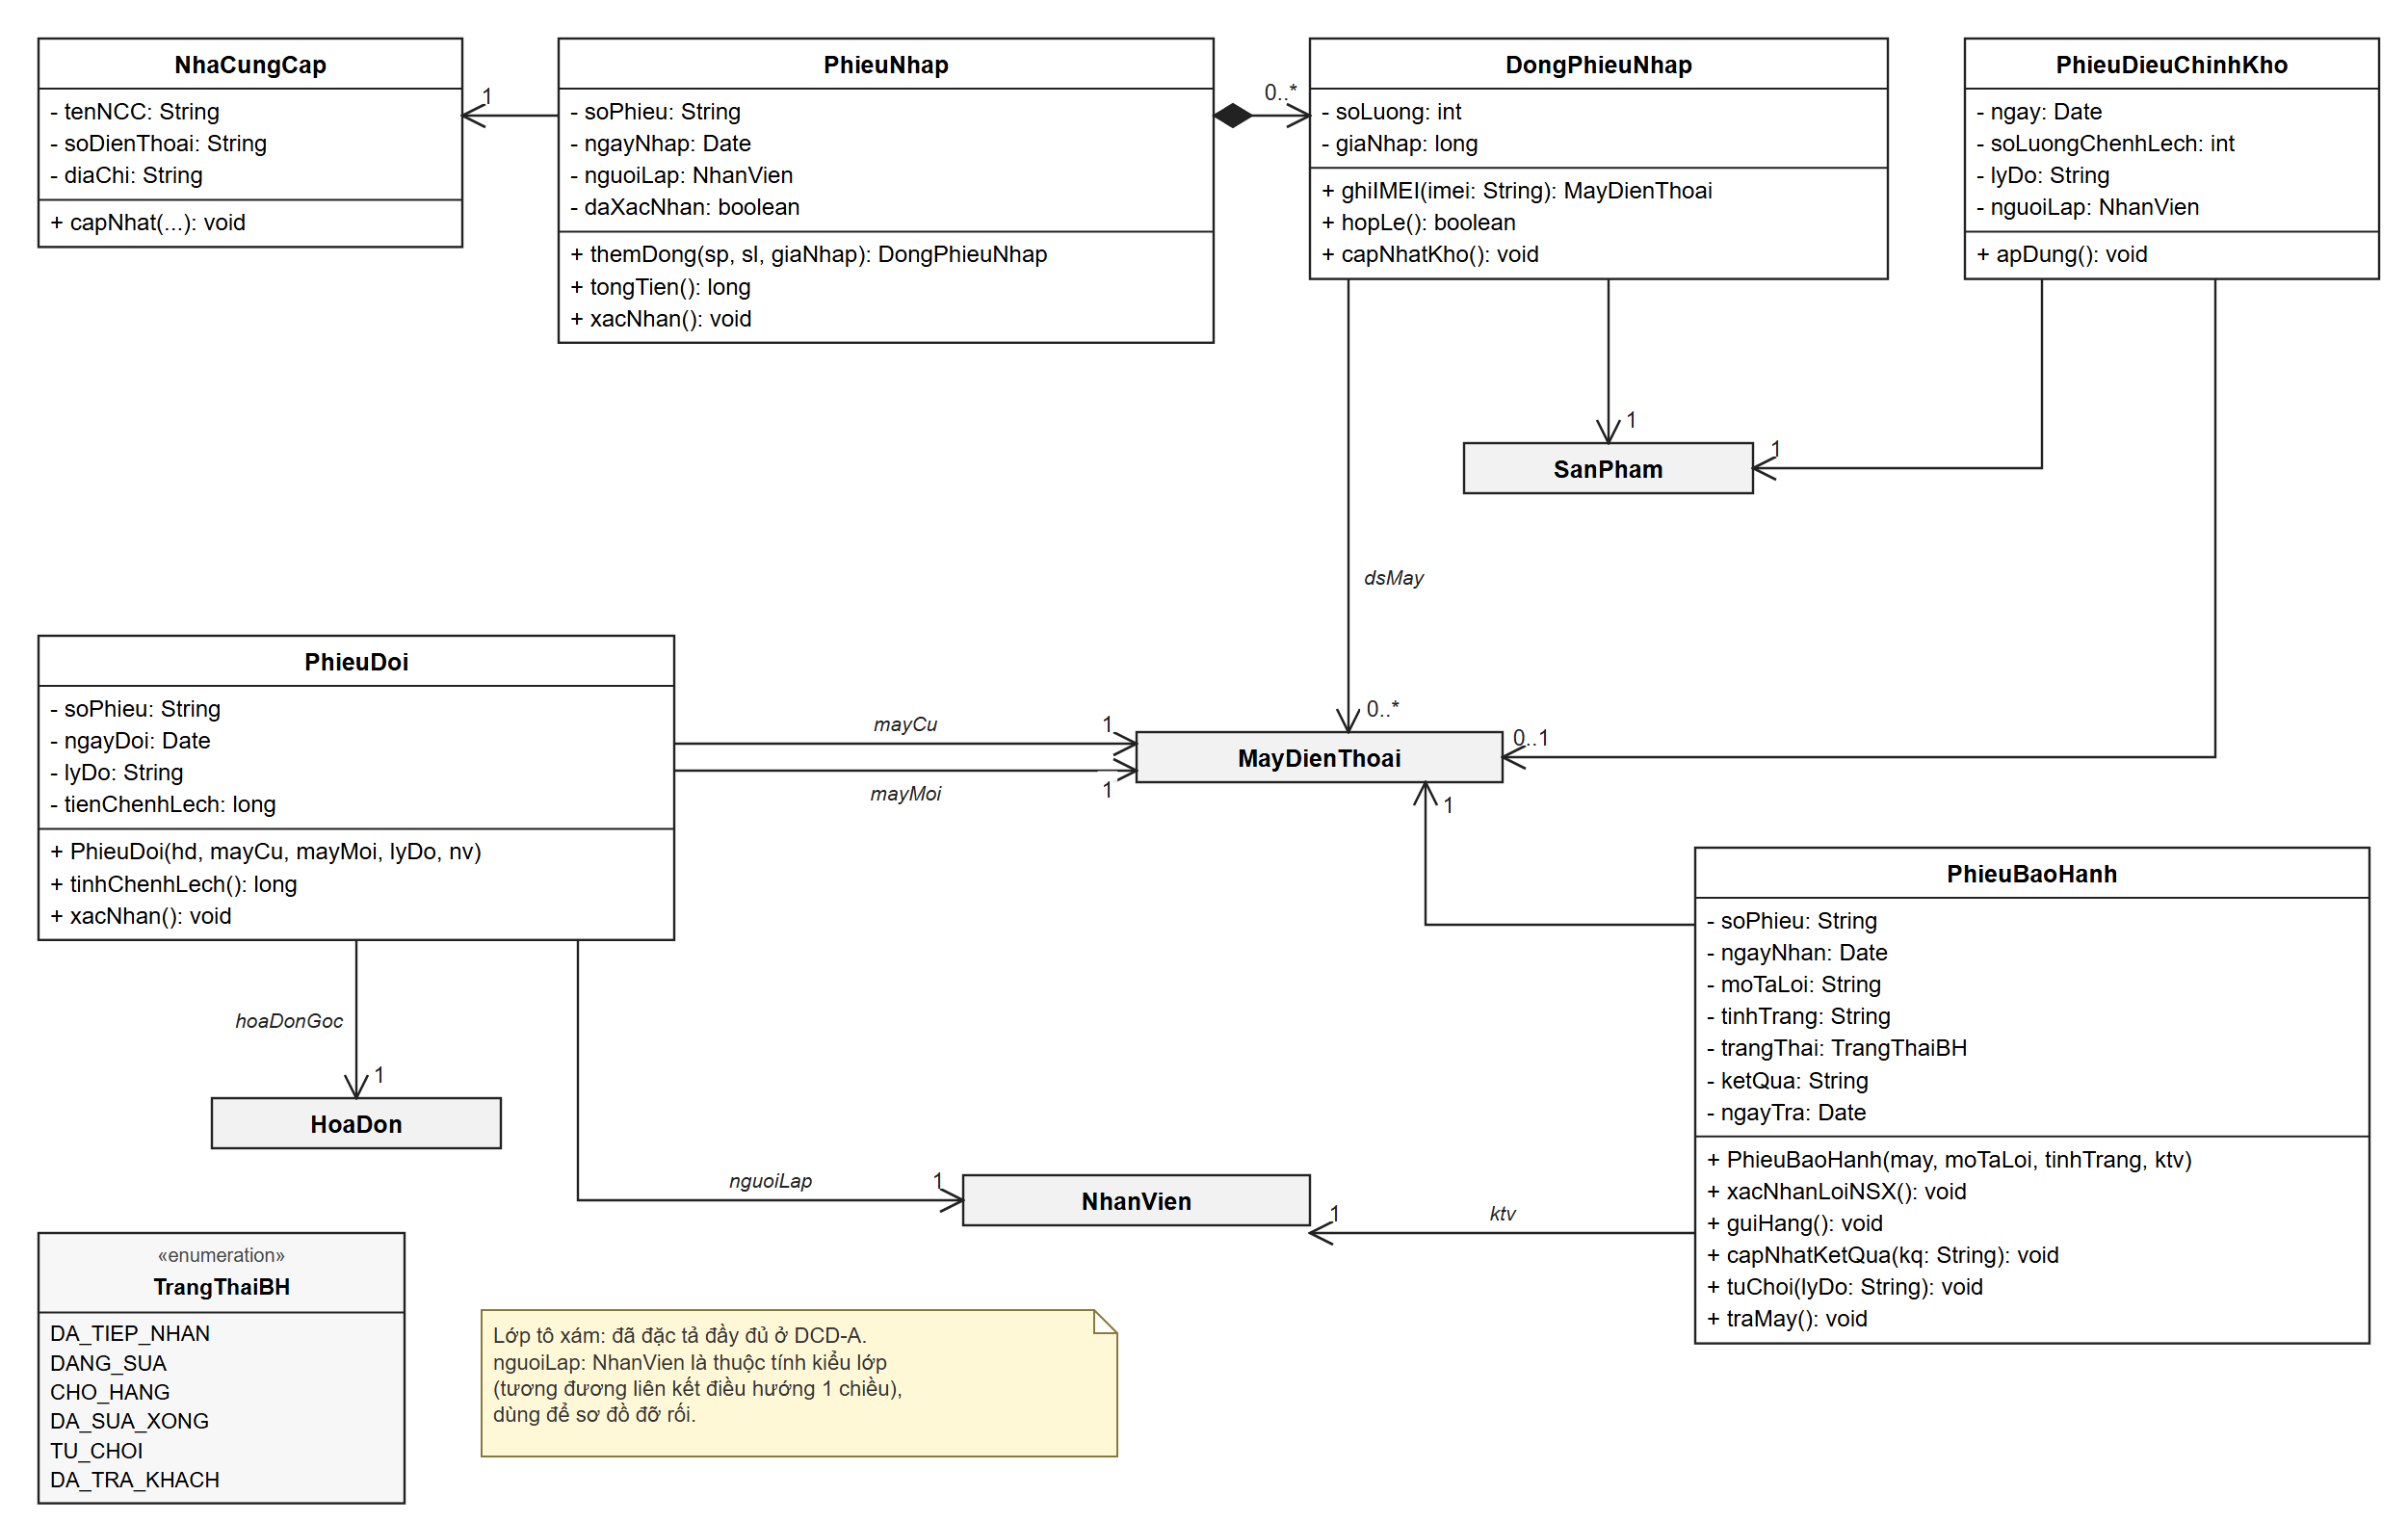 NhaCungCap
- tenNCC: String
- soDienThoai: String
- diaChi: String
+ capNhat(...): void
1
PhieuNhap
- soPhieu: String
- ngayNhap: Date
- nguoiLap: NhanVien
- daXacNhan: boolean
+ themDong(sp, sl, giaNhap): DongPhieuNhap
+ tongTien(): long
+ xacNhan(): void
0..*
DongPhieuNhap
- soLuong: int
- giaNhap: long
+ ghiIMEI(imei: String): MayDienThoai
+ hopLe(): boolean
+ capNhatKho(): void
PhieuDieuChinhKho
- ngay: Date
- soLuongChenhLech: int
- lyDo: String
- nguoiLap: NhanVien
+ apDung(): void
1
1
SanPham
dsMay
0..*
0..1
PhieuDoi
- soPhieu: String
- ngayDoi: Date
- lyDo: String
- tienChenhLech: long
+ PhieuDoi(hd, mayCu, mayMoi, lyDo, nv)
+ tinhChenhLech(): long
+ xacNhan(): void
mayCu
1
mayMoi
1
MayDienThoai
1
PhieuBaoHanh
- soPhieu: String
- ngayNhan: Date
- moTaLoi: String
- tinhTrang: String
- trangThai: TrangThaiBH
- ketQua: String
- ngayTra: Date
+ PhieuBaoHanh(may, moTaLoi, tinhTrang, ktv)
+ xacNhanLoiNSX(): void
+ guiHang(): void
+ capNhatKetQua(kq: String): void
+ tuChoi(lyDo: String): void
+ traMay(): void
hoaDonGoc
1
HoaDon
nguoiLap
1
NhanVien
1
ktv
«enumeration»
TrangThaiBH
DA_TIEP_NHAN
DANG_SUA
CHO_HANG
DA_SUA_XONG
TU_CHOI
DA_TRA_KHACH
Lớp tô xám: đã đặc tả đầy đủ ở DCD-A.
nguoiLap: NhanVien là thuộc tính kiểu lớp
(tương đương liên kết điều hướng 1 chiều),
dùng để sơ đồ đỡ rối.